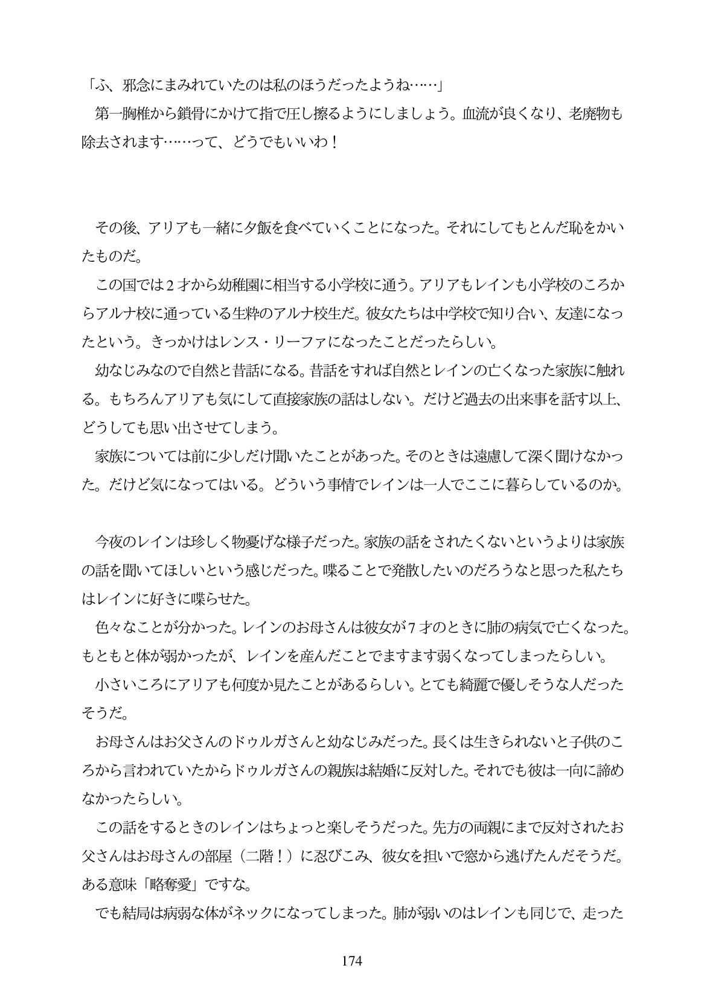 「ふ、邪念にまみれていたのは私のほうだったようね……」
　第一胸椎から鎖骨にかけて指で圧し擦るようにしましょう。血流が良くなり、老廃物も
除去されます……って、どうでもいいわ！
　その後、アリアも一緒に夕飯を食べていくことになった。それにしてもとんだ恥をかい
たものだ。
　この国では２才から幼稚園に相当する小学校に通う。アリアもレインも小学校のころか
らアルナ校に通っている生粋のアルナ校生だ。彼女たちは中学校で知り合い、友達になっ
たという。きっかけはレンス・リーファになったことだったらしい。
　幼なじみなので自然と昔話になる。昔話をすれば自然とレインの亡くなった家族に触れ
る。もちろんアリアも気にして直接家族の話はしない。だけど過去の出来事を話す以上、
どうしても思い出させてしまう。
　家族については前に少しだけ聞いたことがあった。そのときは遠慮して深く聞けなかっ
た。だけど気になってはいる。どういう事情でレインは一人でここに暮らしているのか。
　今夜のレインは珍しく物憂げな様子だった。家族の話をされたくないというよりは家族
の話を聞いてほしいという感じだった。喋ることで発散したいのだろうなと思った私たち
はレインに好きに喋らせた。
　色々なことが分かった。レインのお母さんは彼女が７才のときに肺の病気で亡くなった。
もともと体が弱かったが、レインを産んだことでますます弱くなってしまったらしい。
　小さいころにアリアも何度か見たことがあるらしい。とても綺麗で優しそうな人だった
そうだ。
　お母さんはお父さんのドゥルガさんと幼なじみだった。長くは生きられないと子供のこ
ろから言われていたからドゥルガさんの親族は結婚に反対した。それでも彼は一向に諦め
なかったらしい。
　この話をするときのレインはちょっと楽しそうだった。先方の両親にまで反対されたお
父さんはお母さんの部屋（二階！）に忍びこみ、彼女を担いで窓から逃げたんだそうだ。
ある意味「略奪愛」ですな。
　でも結局は病弱な体がネックになってしまった。肺が弱いのはレインも同じで、走った
174